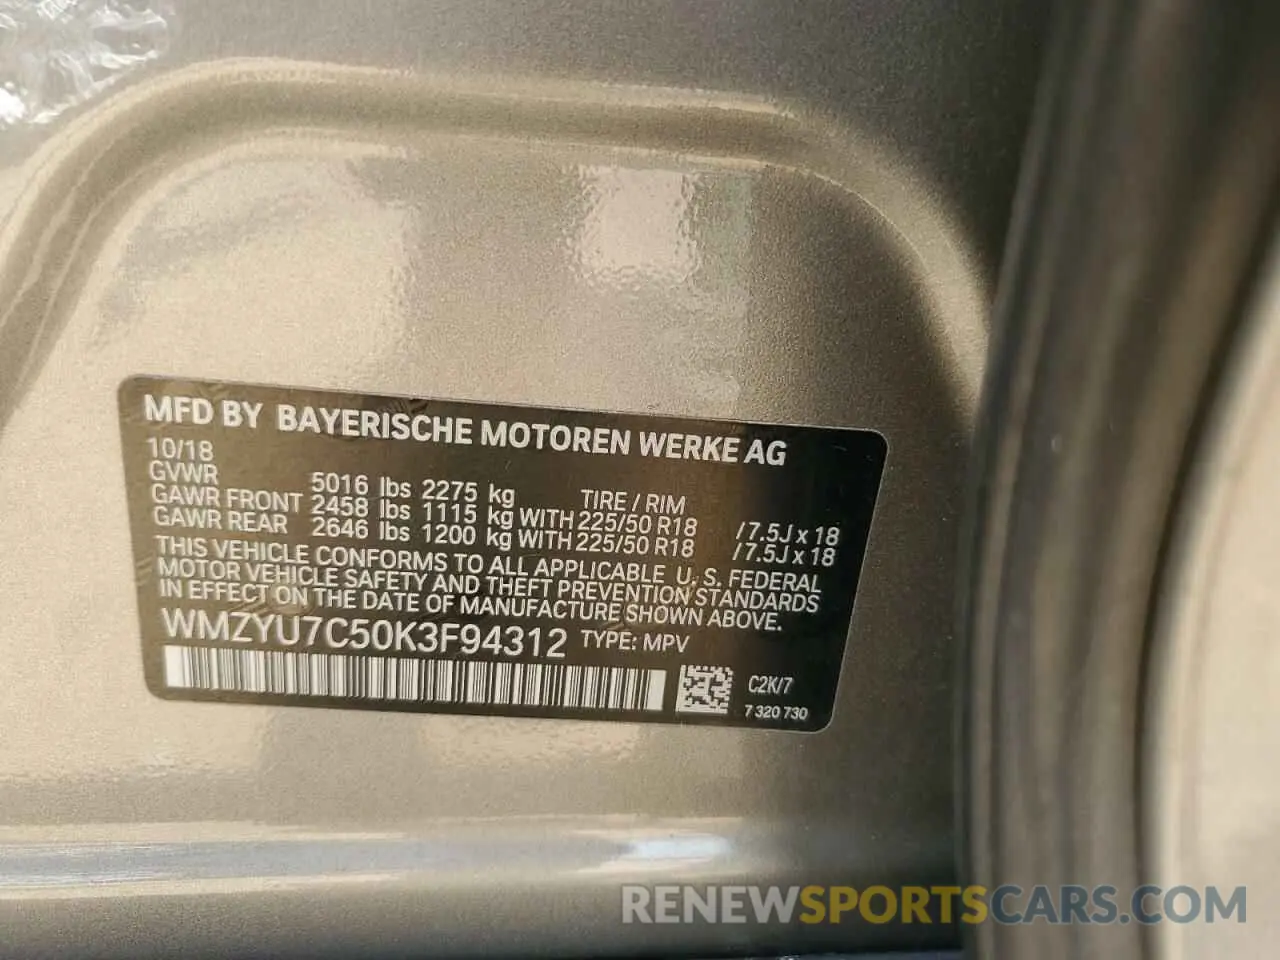 MFD BY BAYERISCHE MOTOREN WERKE AG
10/18
GVWR 5016 lbs 2275 kg TIRE / RIM
GAWR FRONT 2458 lbs 1115 kg WITH 225/50 R18 / 7.5J x 18
GAWR REAR 2646 lbs 1200 kg WITH 225/50 R18 / 7.5J x 18
THIS VEHICLE CONFORMS TO ALL APPLICABLE U. S. FEDERAL
MOTOR VEHICLE SAFETY AND THEFT PREVENTION STANDARDS
IN EFFECT ON THE DATE OF MANUFACTURE SHOWN ABOVE.
WMZYU7C50K3F94312 TYPE: MPV
C2K/7
7 320 730
RENEWSPORTSCARS.COM